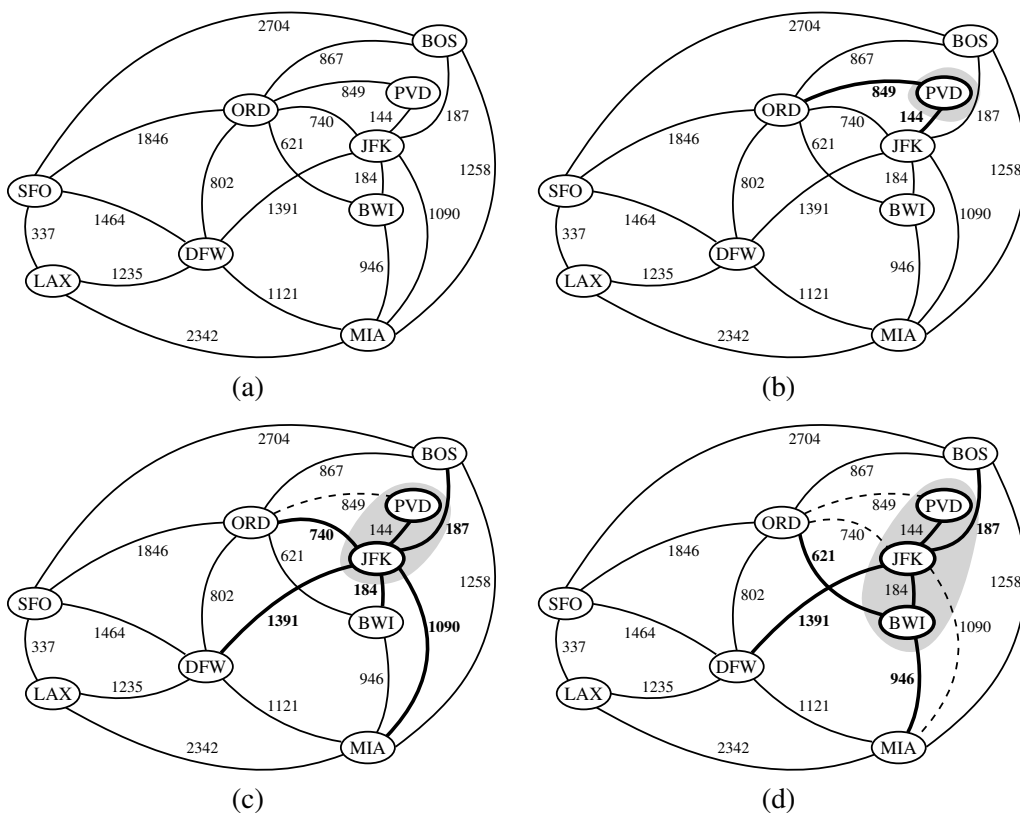 2704
BOS
867
PVD
849
ORD
144
187
740
JFK
1846
621
184
1258
SFO
802
BWI
1464
1391
1090
337
DFW
946
LAX
1235
1121
2342
MIA
(a)
2704
BOS
867
PVD
849
ORD
144
187
740
JFK
1846
621
184
1258
SFO
802
BWI
1464
1391
1090
337
DFW
946
LAX
1235
1121
2342
MIA
(b)
2704
BOS
867
PVD
849
ORD
144
187
740
JFK
1846
621
184
1258
SFO
802
BWI
1464
1391
1090
337
DFW
946
LAX
1235
1121
2342
MIA
(c)
2704
BOS
867
PVD
849
ORD
144
187
740
JFK
1846
621
184
1258
SFO
802
BWI
1464
1391
1090
337
DFW
946
LAX
1235
1121
2342
MIA
(d)